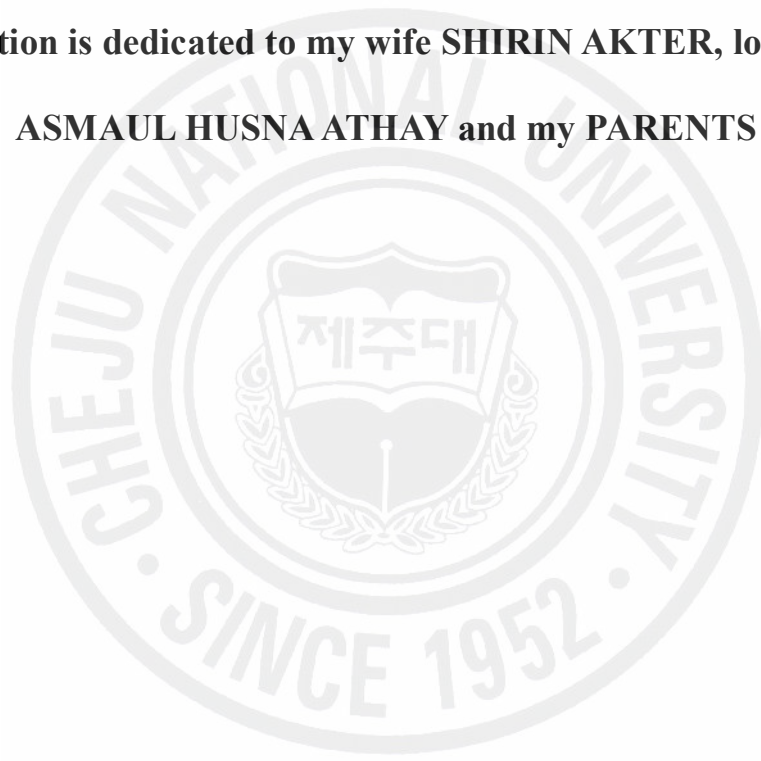 tion is dedicated to my wife SHIRIN AKTER, lo
ASMAUL HUSNA ATHAY and my PARENTS
CHEJU NATIONAL UNIVERSITY
제주대
· SINCE 1952 ·